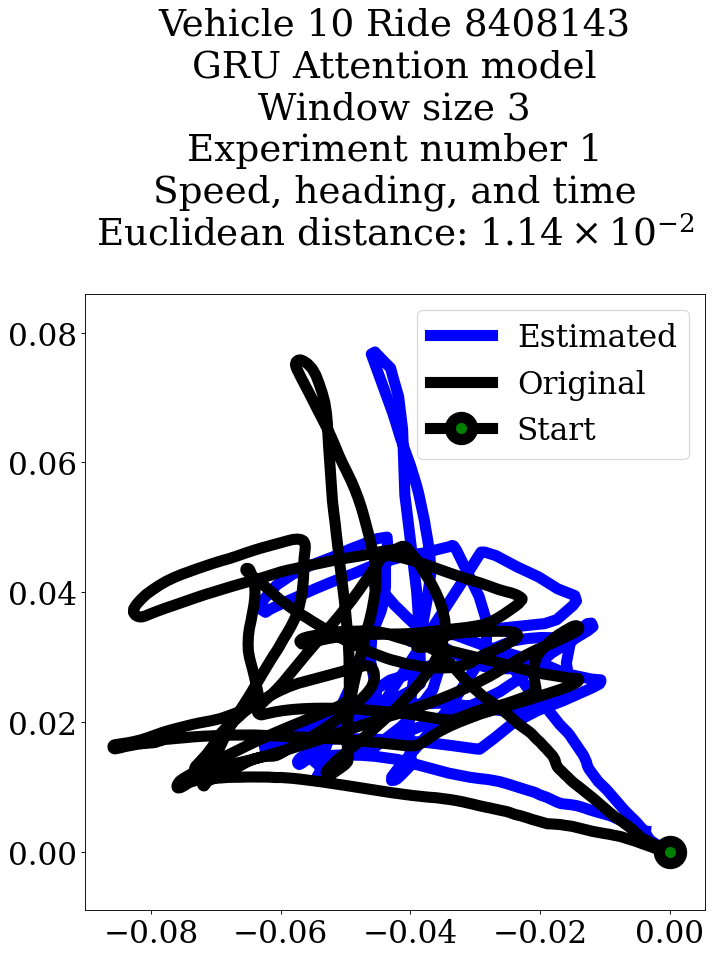 Vehicle 10 Ride 8408143
GRU Attention model
Window size 3
Experiment number 1
Speed, heading, and time
Euclidean distance: 1.14 × 10⁻²
Estimated
Original
Start
0.08
0.06
0.04
0.02
0.00
−0.08 −0.06 −0.04 −0.02 0.00